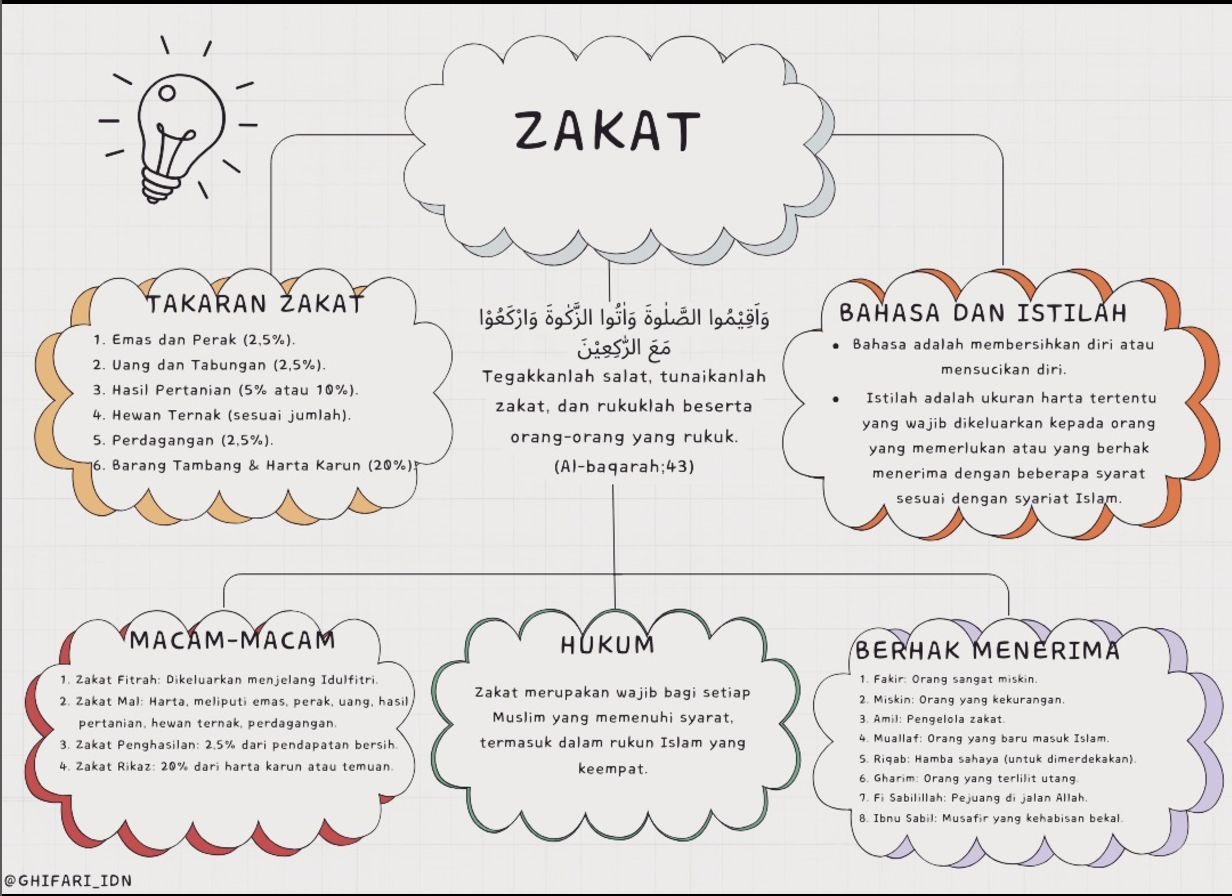 ZAKAT
TAKARAN ZAKAT
1. Emas dan Perak (2,5%).
2. Uang dan Tabungan (2,5%).
3. Hasil Pertanian (5% atau 10%).
4. Hewan Ternak (sesuai jumlah).
5. Perdagangan (2,5%).
6. Barang Tambang & Harta Karun (20%).
وَاَقِيْمُوا الصَّلٰوةَ وَاٰتُوا الزَّكٰوةَ وَارْكَعُوْا
مَعَ الرّٰكِعِيْنَ
Tegakkanlah salat, tunaikanlah
zakat, dan rukuklah beserta
orang-orang yang rukuk.
(Al-baqarah;43)
BAHASA DAN ISTILAH
• Bahasa adalah membersihkan diri atau
mensucikan diri.
• Istilah adalah ukuran harta tertentu
yang wajib dikeluarkan kepada orang
yang memerlukan atau yang berhak
menerima dengan beberapa syarat
sesuai dengan syariat Islam.
MACAM-MACAM
1. Zakat Fitrah: Dikeluarkan menjelang Idulfitri.
2. Zakat Mal: Harta, meliputi emas, perak, uang, hasil
pertanian, hewan ternak, perdagangan.
3. Zakat Penghasilan: 2,5% dari pendapatan bersih.
4. Zakat Rikaz: 20% dari harta karun atau temuan.
HUKUM
Zakat merupakan wajib bagi setiap
Muslim yang memenuhi syarat,
termasuk dalam rukun Islam yang
keempat.
BERHAK MENERIMA
1. Fakir: Orang sangat miskin.
2. Miskin: Orang yang kekurangan.
3. Amil: Pengelola zakat.
4. Muallaf: Orang yang baru masuk Islam.
5. Riqab: Hamba sahaya (untuk dimerdekakan).
6. Gharim: Orang yang terlilit utang.
7. Fi Sabilillah: Pejuang di jalan Allah.
8. Ibnu Sabil: Musafir yang kehabisan bekal.
@GHIFARI_IDN